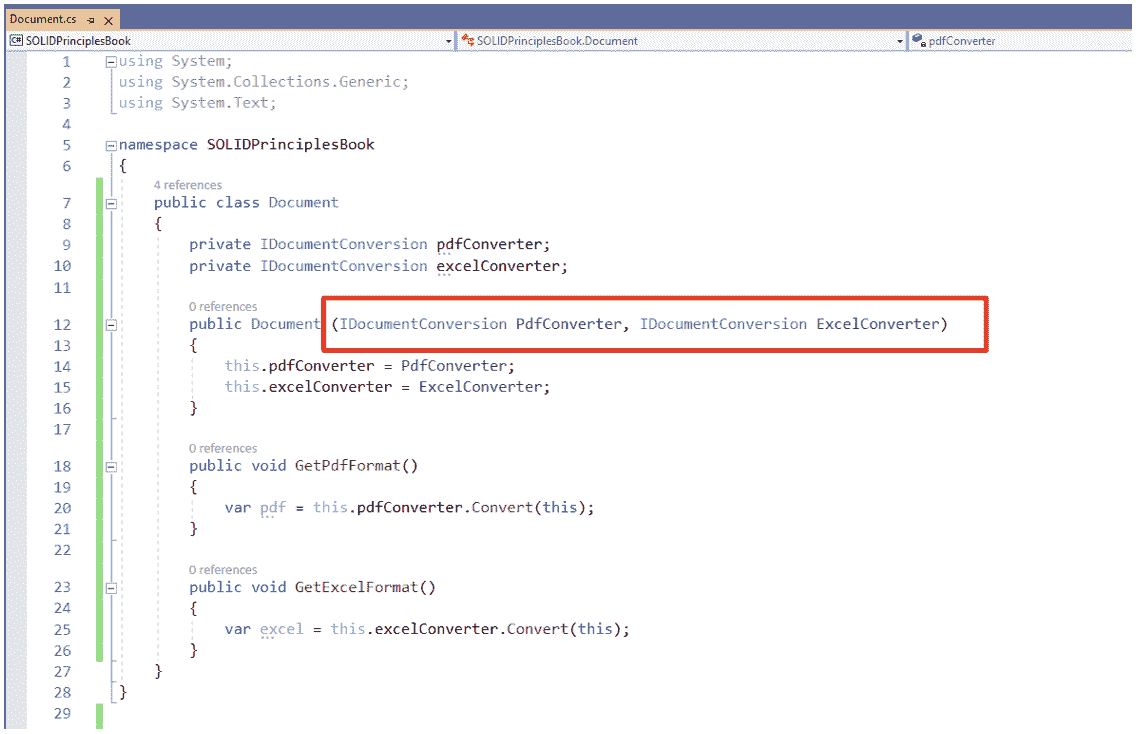 Document.cs
C# SOLIDPrinciplesBook SOLIDPrinciplesBook.Document pdfConverter
1 using System;
2 using System.Collections.Generic;
3 using System.Text;
4
5 namespace SOLIDPrinciplesBook
6 {
4 references
7 public class Document
8 {
9 private IDocumentConversion pdfConverter;
10 private IDocumentConversion excelConverter;
11
0 references
12 public Document (IDocumentConversion PdfConverter, IDocumentConversion ExcelConverter)
13 {
14 this.pdfConverter = PdfConverter;
15 this.excelConverter = ExcelConverter;
16 }
17
0 references
18 public void GetPdfFormat()
19 {
20 var pdf = this.pdfConverter.Convert(this);
21 }
22
0 references
23 public void GetExcelFormat()
24 {
25 var excel = this.excelConverter.Convert(this);
26 }
27 }
28 }
29